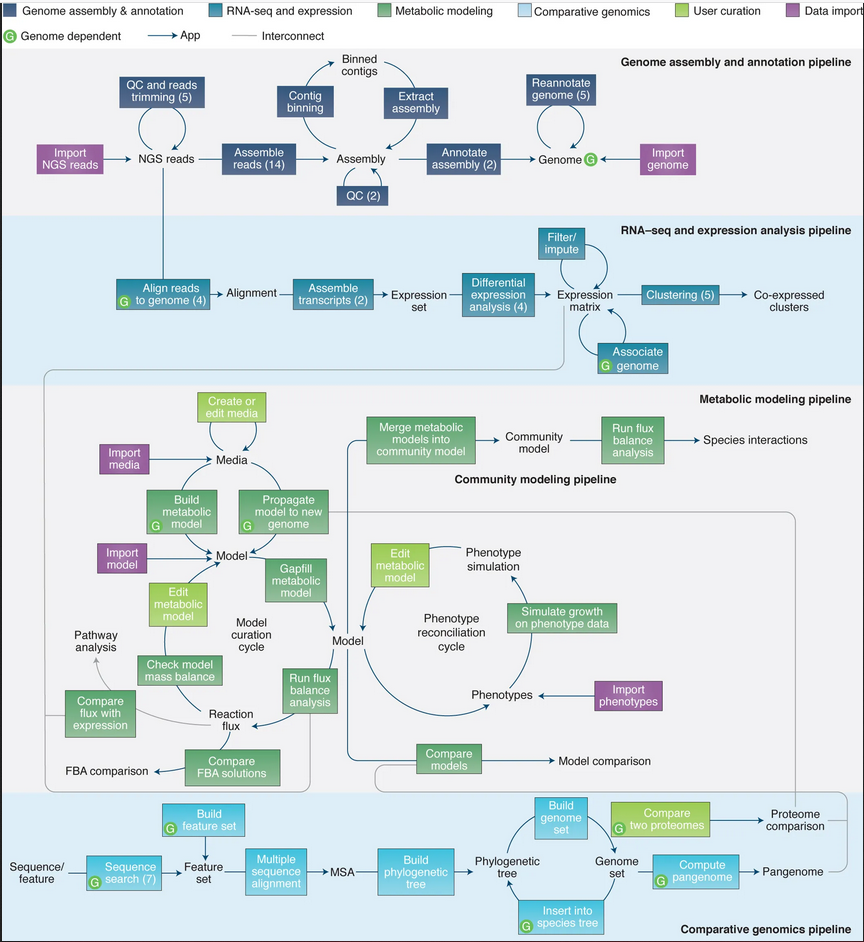 Genome assembly & annotation
RNA-seq and expression
Metabolic modeling
Comparative genomics
User curation
Data import
G Genome dependent
App
Interconnect
Genome assembly and annotation pipeline
Binned
contigs
QC and reads
trimming (5)
Contig
binning
Extract
assembly
Reannotate
genome (5)
Import
NGS reads
NGS reads
Assemble
reads (14)
Assembly
Annotate
assembly (2)
Genome G
Import
genome
QC (2)
RNA–seq and expression analysis pipeline
Filter/
impute
Align reads
G to genome (4)
Alignment
Assemble
transcripts (2)
Expression
set
Differential
expression
analysis (4)
Expression
matrix
Clustering (5)
Co-expressed
clusters
Associate
G genome
Metabolic modeling pipeline
Create or
edit media
Import
media
Media
Merge metabolic
models into
community model
Community
model
Run flux
balance
analysis
Species interactions
Community modeling pipeline
Build
metabolic
G model
Propagate
model to new
G genome
Import
model
Model
Gapfill
metabolic
model
Edit
metabolic
model
Phenotype
simulation
Edit
metabolic
model
Model
curation
cycle
Phenotype
reconciliation
cycle
Simulate growth
on phenotype data
Pathway
analysis
Model
Check model
mass balance
Run flux
balance
analysis
Phenotypes
Import
phenotypes
Compare
flux with
expression
Reaction
flux
Compare
FBA solutions
FBA comparison
Compare
models
Model comparison
Build
G feature set
Build
genome
set
Compare
G two proteomes
Proteome
comparison
Sequence/
feature
Sequence
G search (7)
Feature
set
Multiple
sequence
alignment
MSA
Build
phylogenetic
tree
Phylogenetic
tree
Genome
set
Compute
G pangenome
Pangenome
Insert into
G species tree
Comparative genomics pipeline